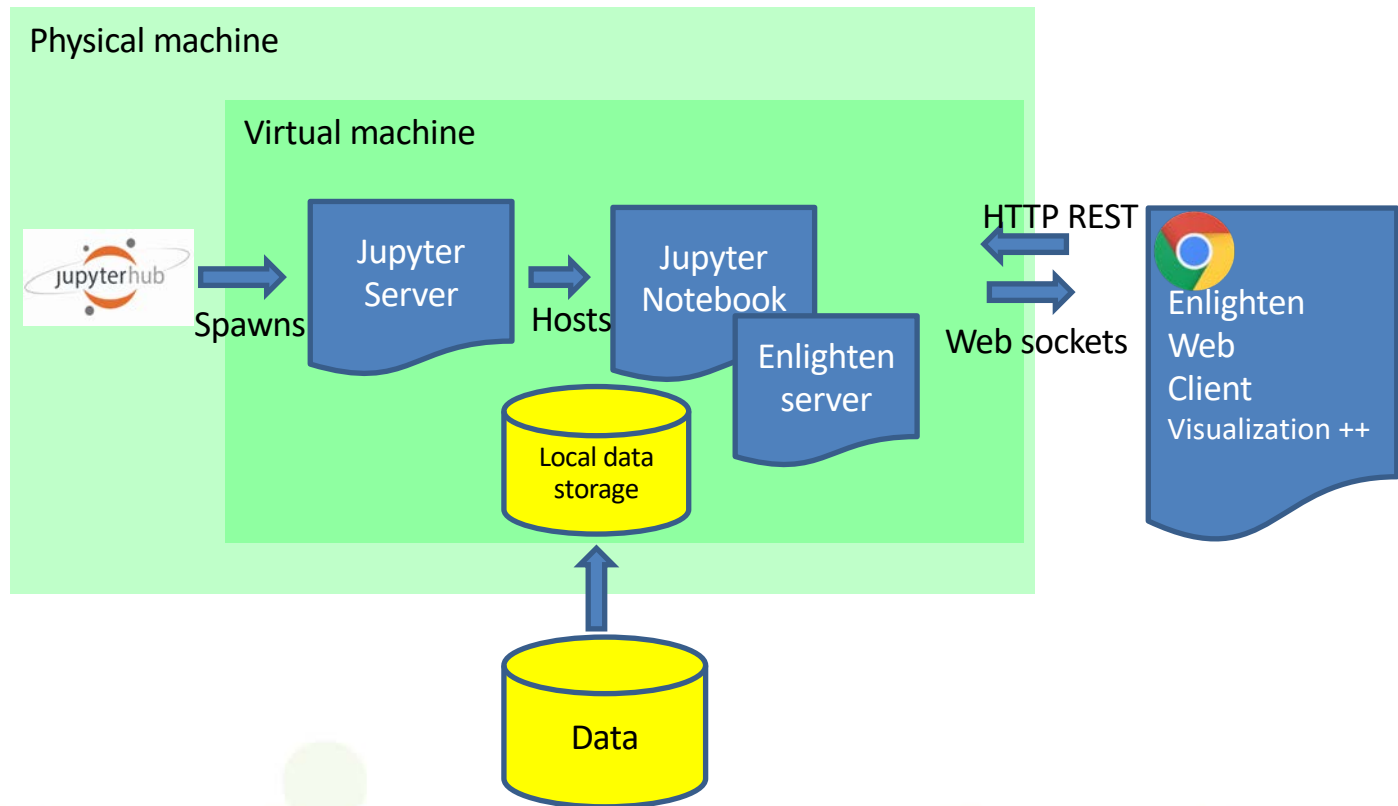 Physical machine
Virtual machine
jupyterhub
Spawns
Jupyter
Server
Hosts
Jupyter
Notebook
Enlighten
server
Local data
storage
HTTP REST
Web sockets
Enlighten
Web
Client
Visualization ++
Data